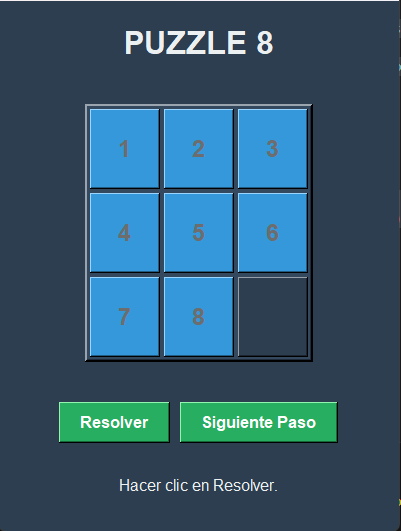 PUZZLE 8
1 2 3
4 5 6
7 8
Resolver Siguiente Paso
Hacer clic en Resolver.